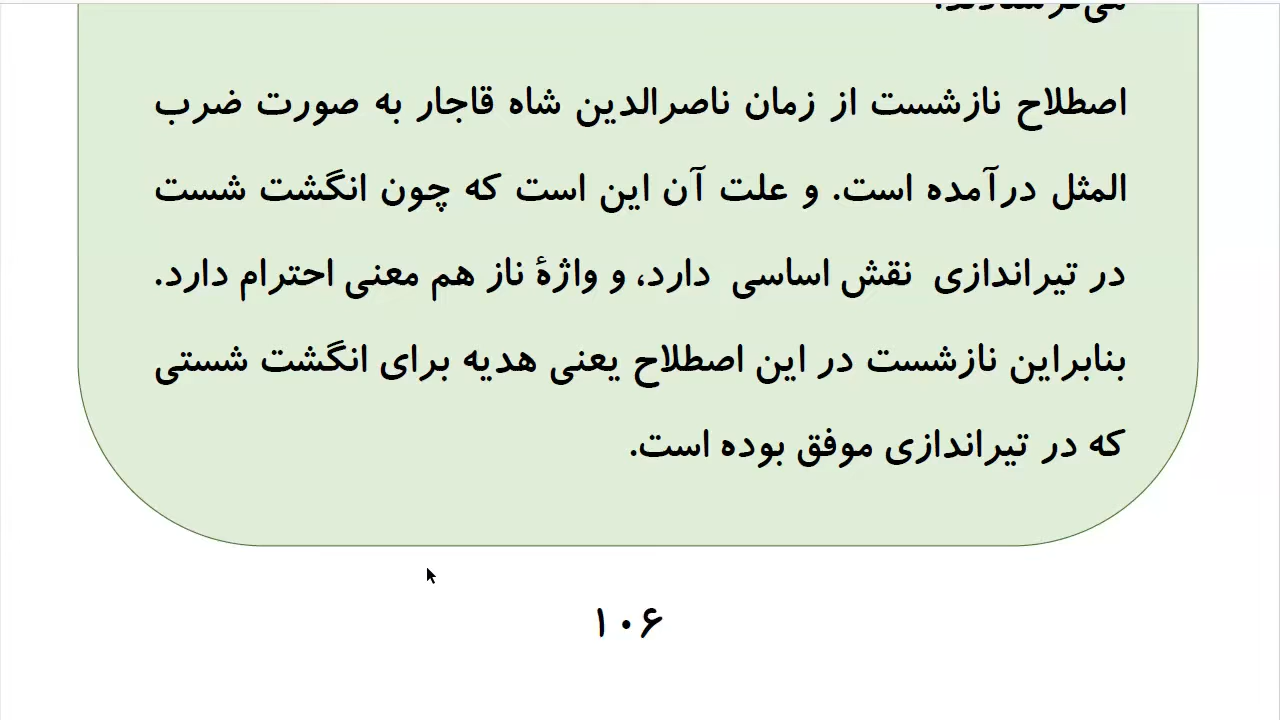 اصطلاح نازشست از زمان ناصرالدین شاه قاجار به صورت ضرب
المثل درآمده است. و علت آن این است که چون انگشت شست
در تیراندازی نقش اساسی دارد، و واژهٔ ناز هم معنی احترام دارد.
بنابراین نازشست در این اصطلاح یعنی هدیه برای انگشت شستی
که در تیراندازی موفق بوده است.
۱۰۶